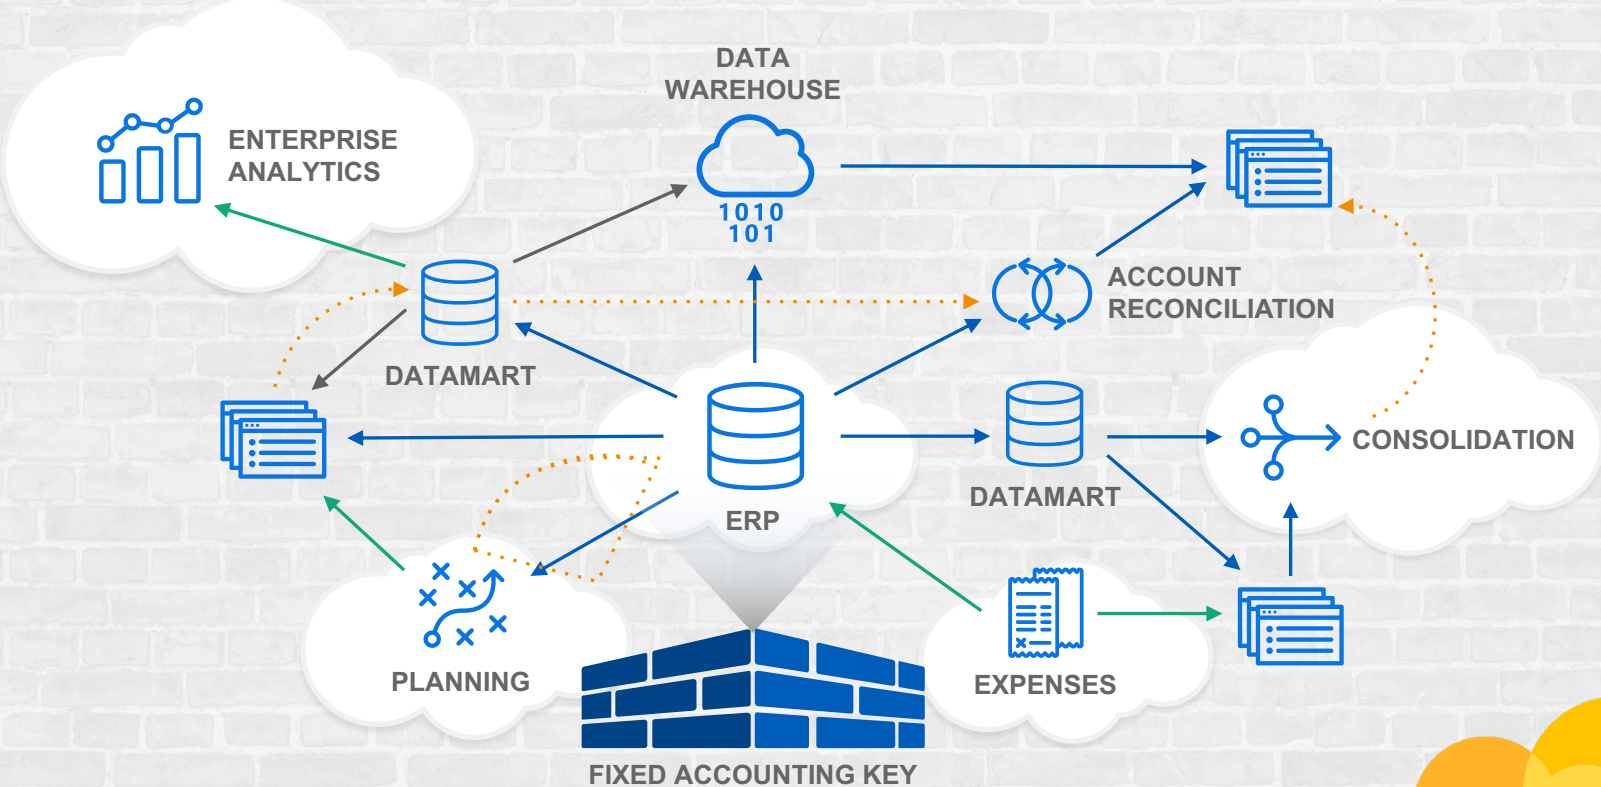 DATA
WAREHOUSE
ENTERPRISE
ANALYTICS
1010
101
ACCOUNT
RECONCILIATION
DATAMART
CONSOLIDATION
DATAMART
ERP
PLANNING
EXPENSES
FIXED ACCOUNTING KEY